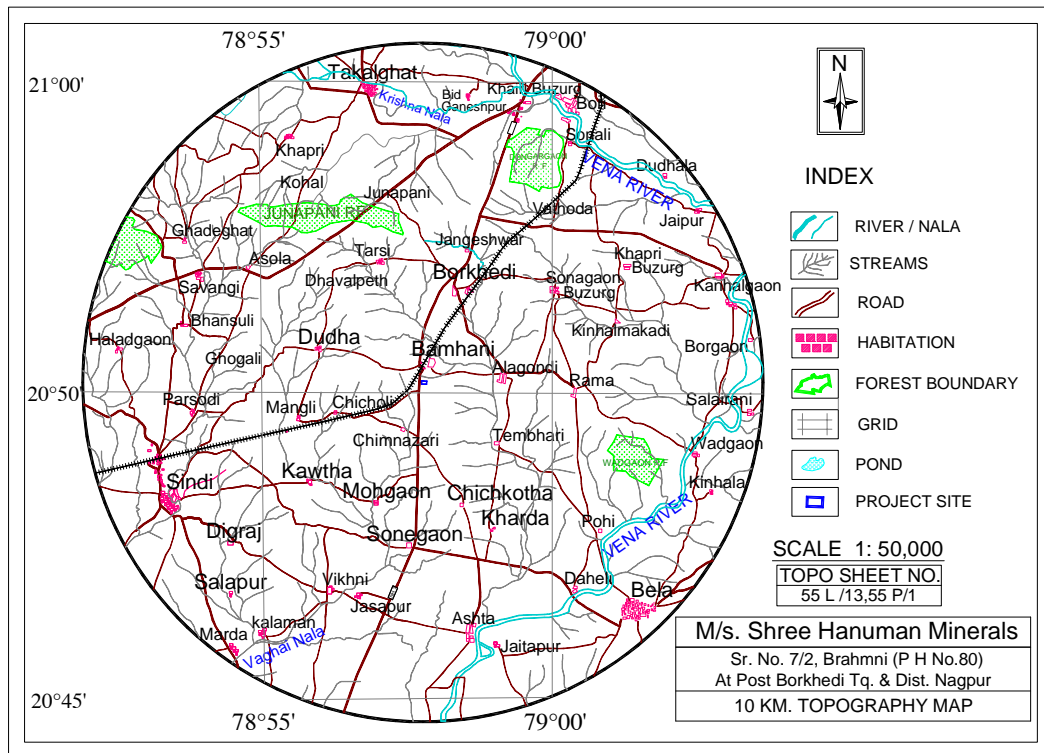 78°55'
79°00'
21°00'
Takalghat
Krishna Nala
Bid
Ganeshpur
Buzurg
Bori
Sonali
Khapri
DONGARGAON
R.F.
Dudhala
VENA RIVER
Kohal
Junapani
JUNAPANI RF
Vathoda
Jaipur
Ghadeghat
Jangeshwar
Asola
Tarsi
Khapri
Buzurg
Savangi
Dhavalpeth
Borkhedi
Sonagaon
Buzurg
Kanhalgaon
Bhansuli
Kinhalmakadi
Haladgaon
Ghogali
Dudha
Bamhani
Borgaon
Alagondi
20°50'
Rama
Parsodi
Mangli
Chicholi
Salairani
Chimnazari
Tembhari
Wadgaon
WADGAON R.F
Sindi
Kawtha
Mohgaon
Chichkotha
Kinhala
Kharda
VENA RIVER
Digraj
Sonegaon
Pohi
Salapur
Vikhni
Daheli
Jasapur
Bela
kalaman
Ashta
Marda
Vaghai Nala
Jaitapur
20°45'
78°55'
79°00'
N
INDEX
RIVER / NALA
STREAMS
ROAD
HABITATION
FOREST BOUNDARY
GRID
POND
PROJECT SITE
SCALE 1: 50,000
TOPO SHEET NO.
55 L /13,55 P/1
M/s. Shree Hanuman Minerals
Sr. No. 7/2, Brahmni (P H No.80)
At Post Borkhedi Tq. & Dist. Nagpur
10 KM. TOPOGRAPHY MAP